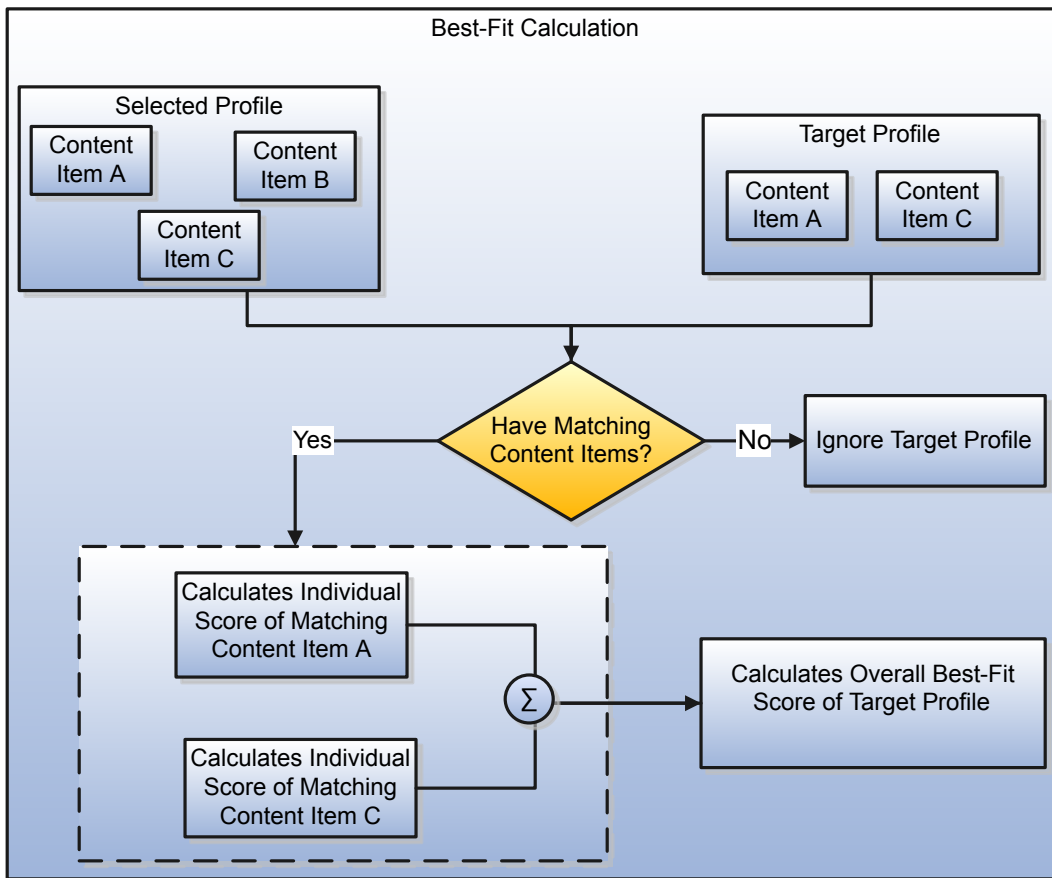 Best-Fit Calculation
Selected Profile
Content
Item A
Content
Item B
Content
Item C
Target Profile
Content
Item A
Content
Item C
Have Matching
Content Items?
Yes
No
Ignore Target Profile
Calculates Individual
Score of Matching
Content Item A
Σ
Calculates Individual
Score of Matching
Content Item C
Calculates Overall Best-Fit
Score of Target Profile